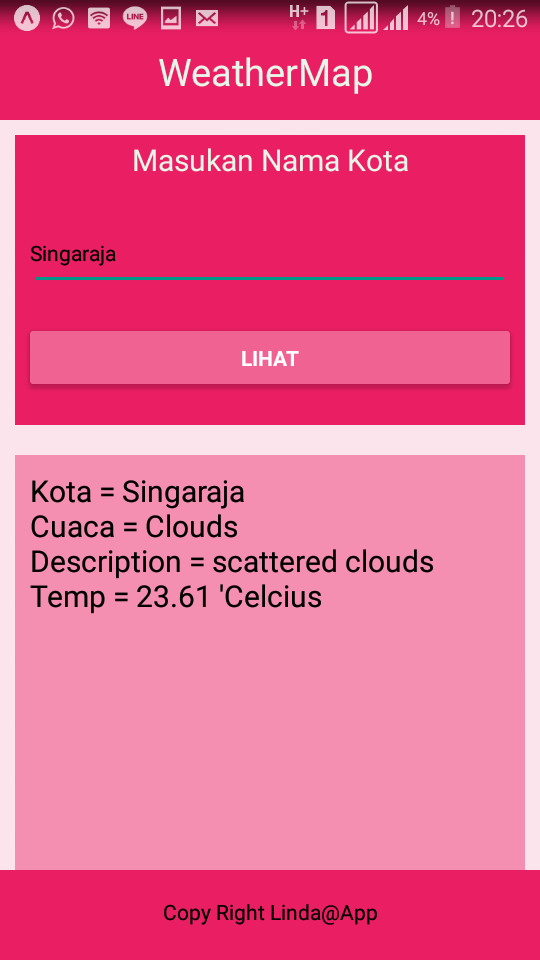 LINE
H+
1
4%
20:26
WeatherMap
Masukan Nama Kota
Singaraja
LIHAT
Kota = Singaraja
Cuaca = Clouds
Description = scattered clouds
Temp = 23.61 'Celcius
Copy Right Linda@App